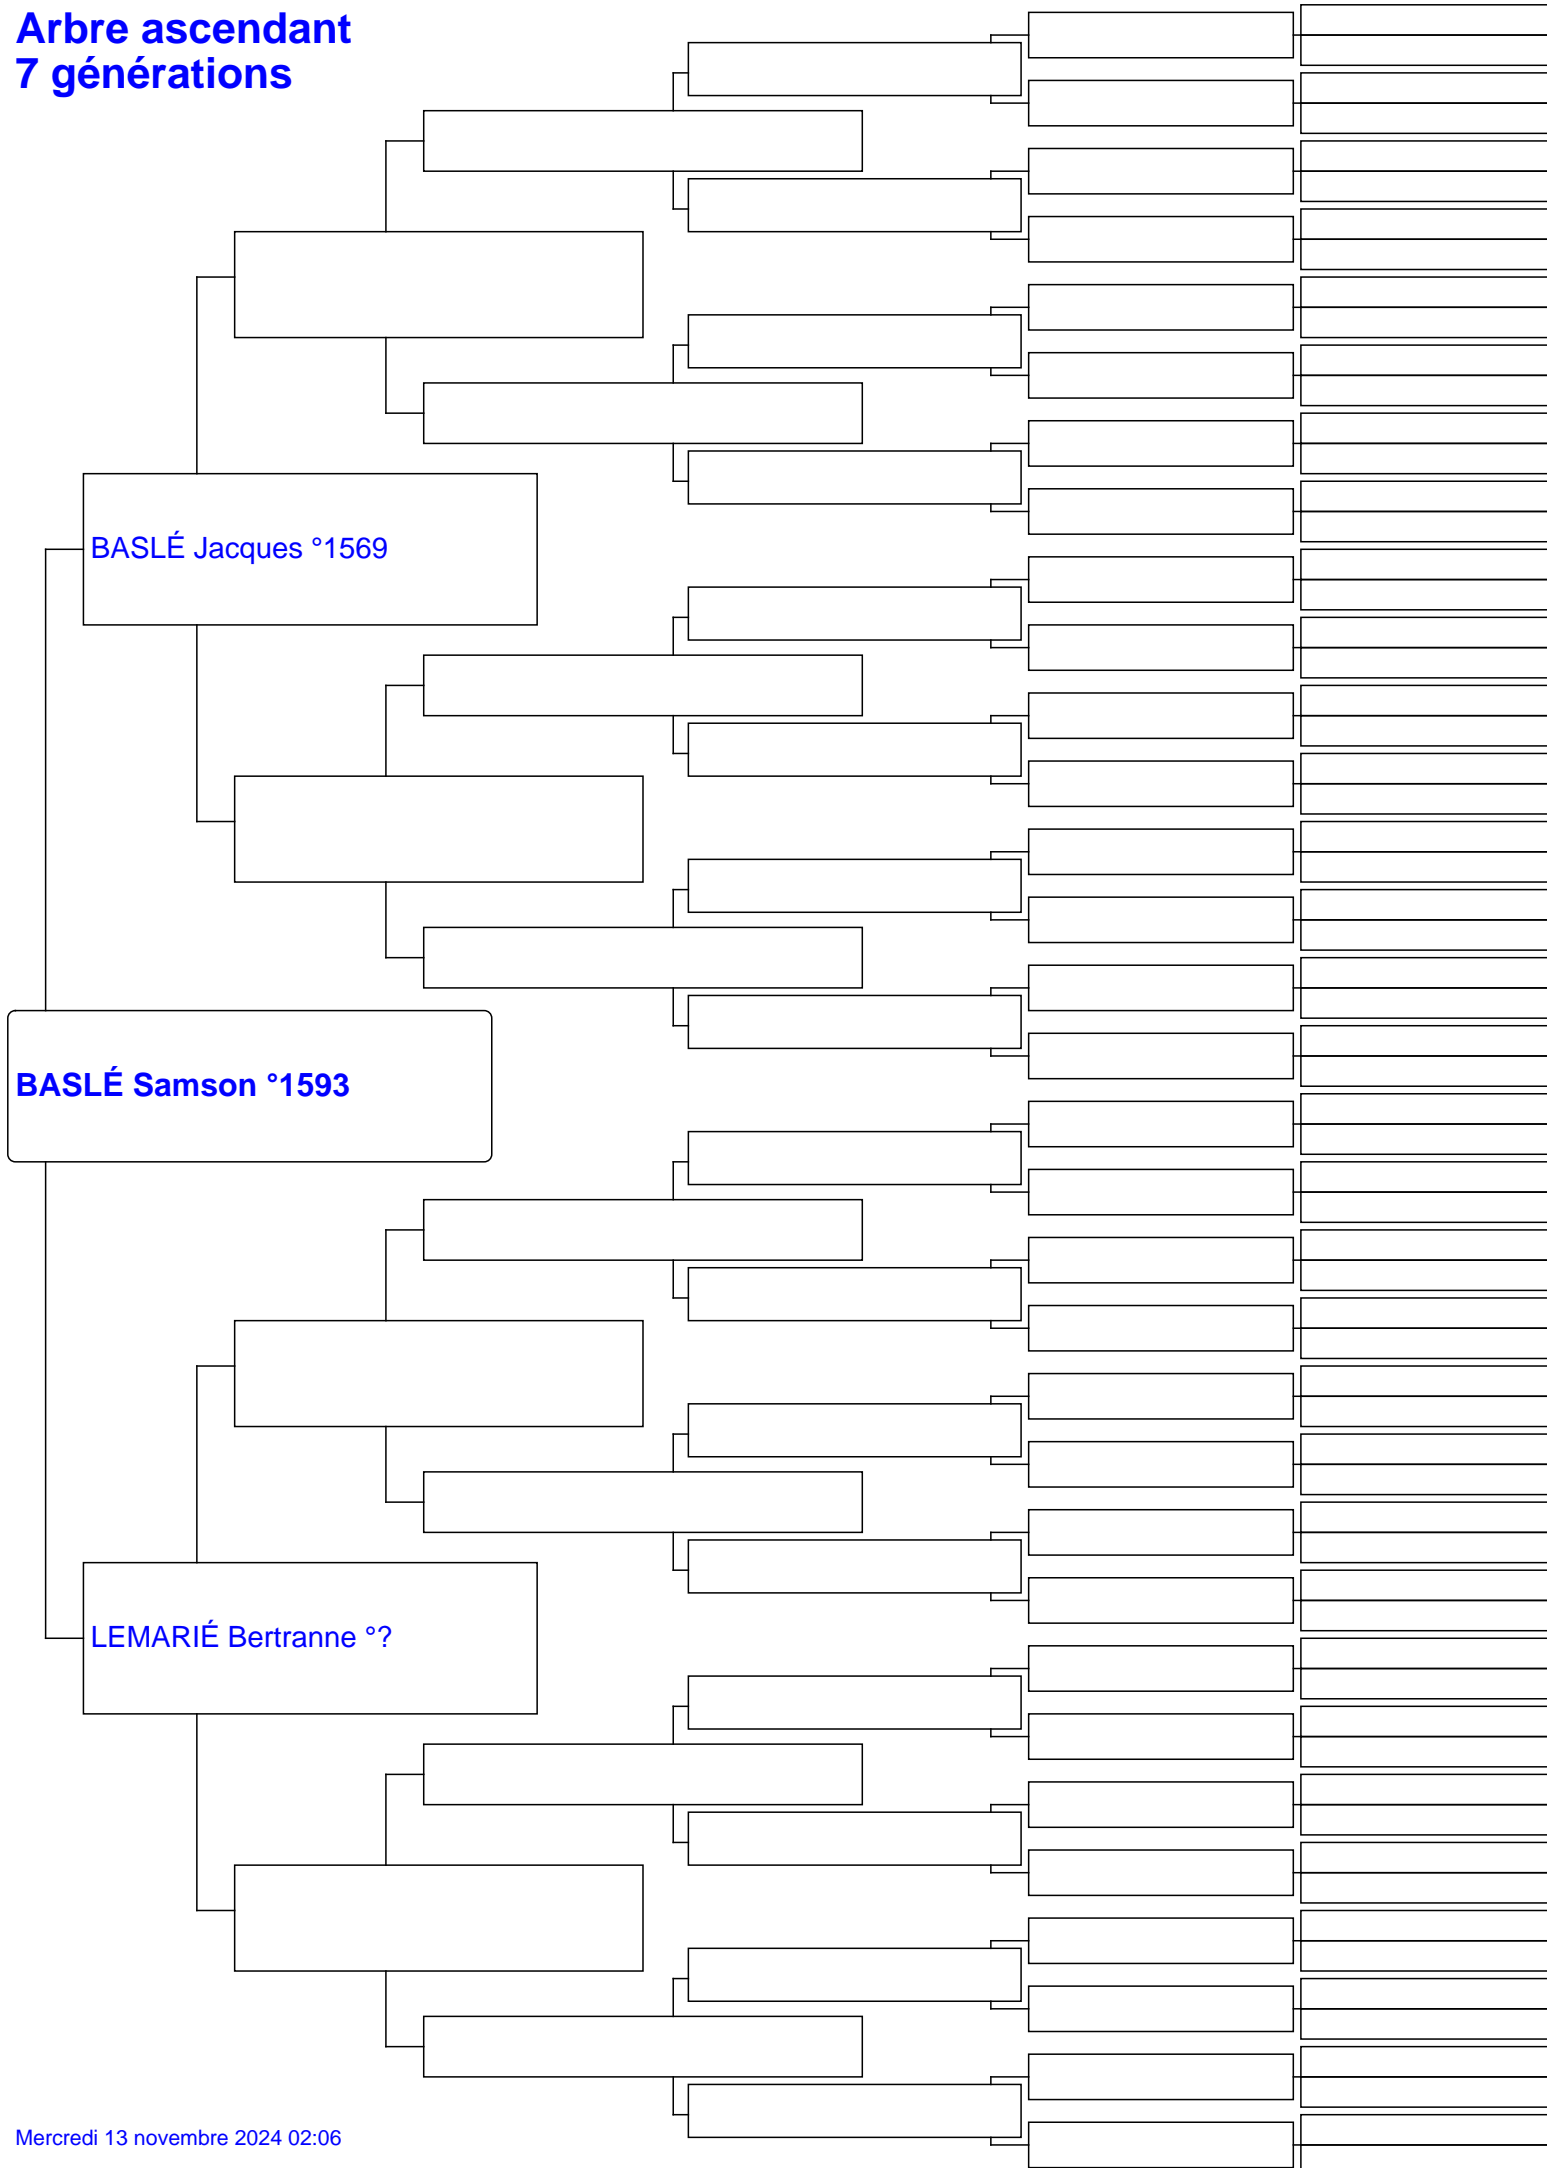 Arbre ascendant
7 générations
BASLÉ Jacques °1569
BASLÉ Samson °1593
LEMARIÉ Bertranne °?
Mercredi 13 novembre 2024 02:06